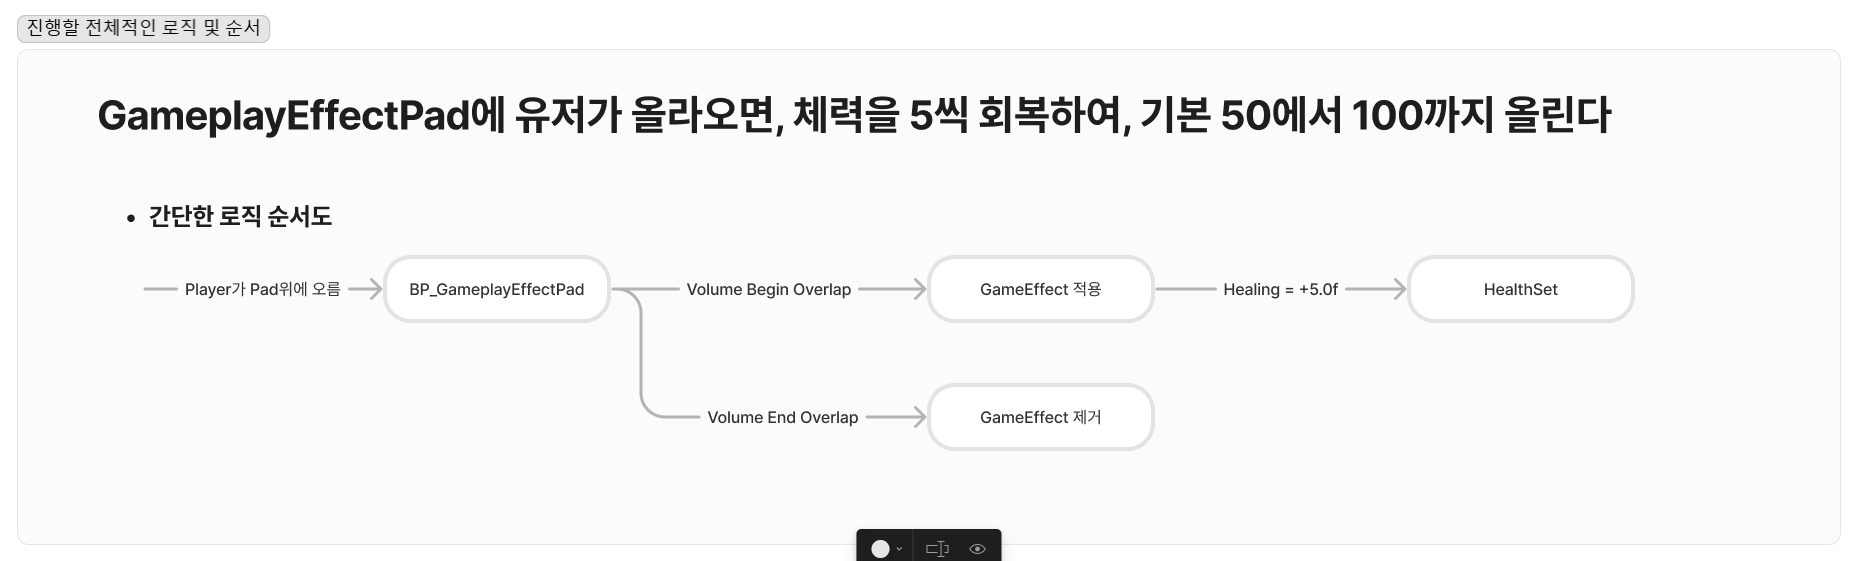 진행할 전체적인 로직 및 순서
GameplayEffectPad에 유저가 올라오면, 체력을 5씩 회복하여, 기본 50에서 100까지 올린다
• 간단한 로직 순서도
Player가 Pad위에 오름
BP_GameplayEffectPad
Volume Begin Overlap
GameEffect 적용
Healing = +5.0f
HealthSet
Volume End Overlap
GameEffect 제거